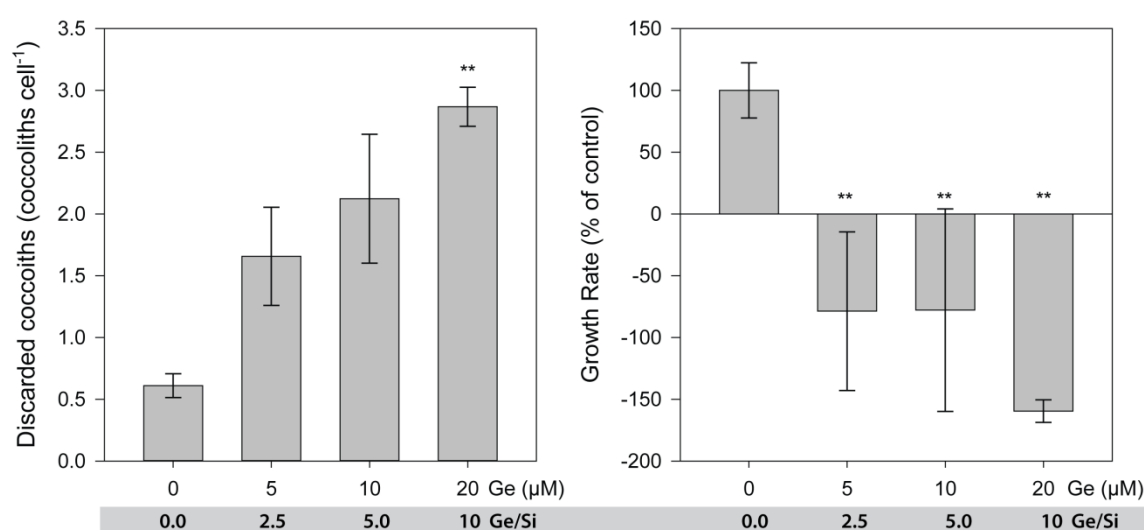 Discarded coccoiths (coccoliths cell-1)
3.5
3.0
2.5
2.0
1.5
1.0
0.5
0.0
**
0 5 10 20 Ge (µM)
0.0 2.5 5.0 10 Ge/Si
Growth Rate (% of control)
150
100
50
0
-50
-100
-150
-200
** ** **
0 5 10 20 Ge (µM)
0.0 2.5 5.0 10 Ge/Si